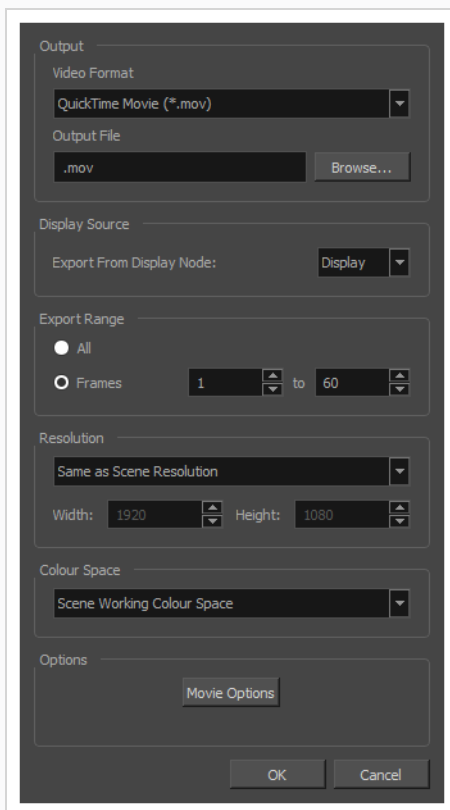 Output
Video Format
QuickTime Movie (*.mov)
Output File
.mov Browse...
Display Source
Export From Display Node: Display
Export Range
All
Frames 1 to 60
Resolution
Same as Scene Resolution
Width: 1920 Height: 1080
Colour Space
Scene Working Colour Space
Options
Movie Options
OK Cancel